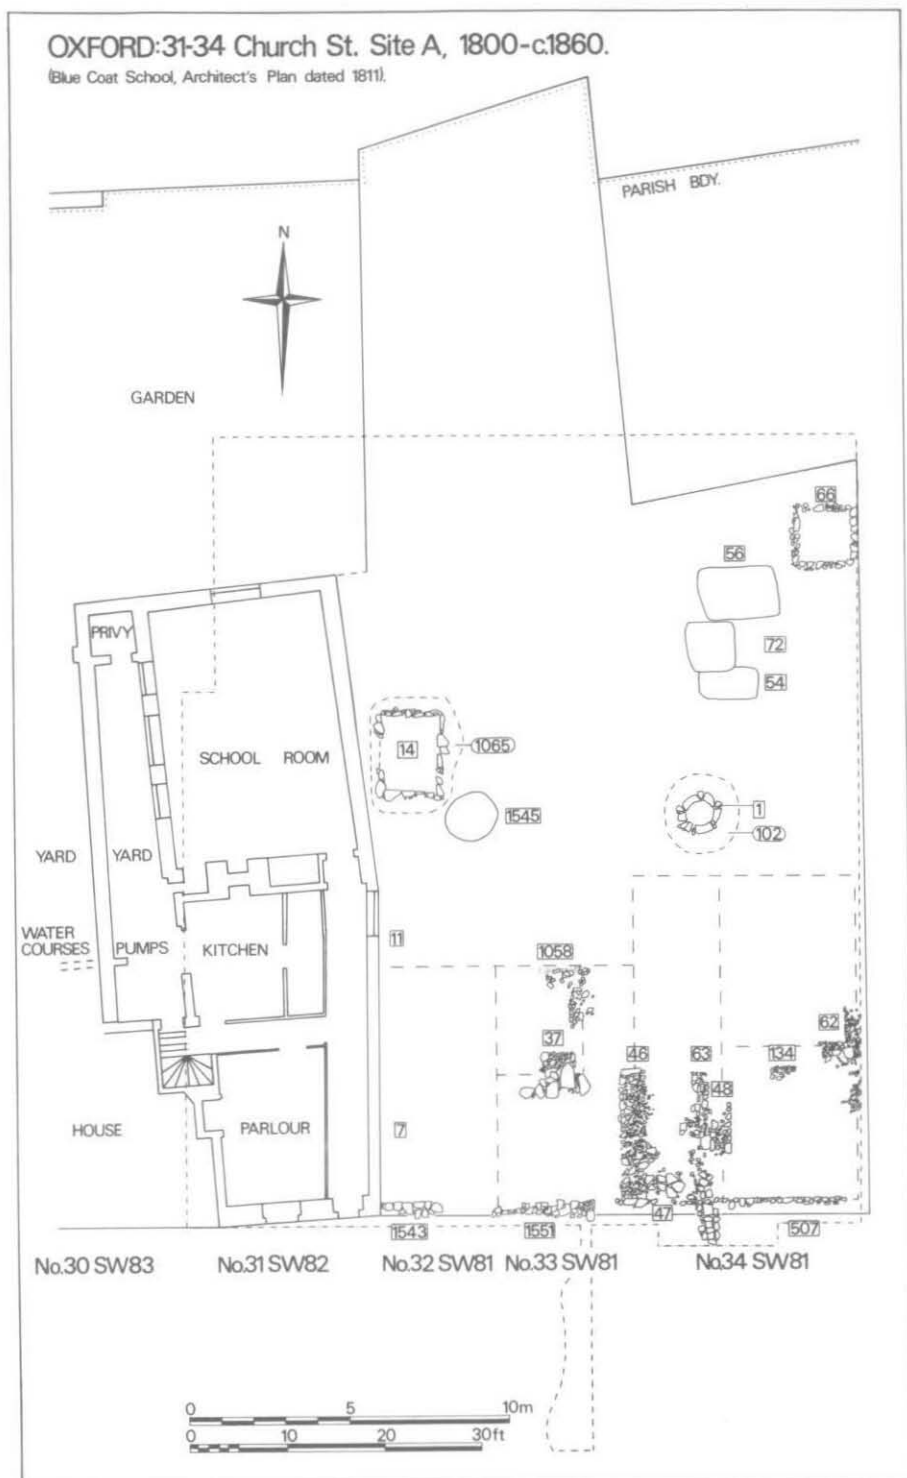 OXFORD:31-34 Church St. Site A, 1800-c.1860.
(Blue Coat School, Architect's Plan dated 1811).
PARISH BDY.
N
GARDEN
66
56
PRIVY
72
54
SCHOOL ROOM
14
1065
1545
1
102
YARD
YARD
WATER
COURSES
PUMPS
KITCHEN
11
1058
62
37
46
63
134
48
HOUSE
PARLOUR
7
47
1543
1551
507
No.30 SW83
No.31 SW82
No.32 SW81
No.33 SW81
No.34 SW81
0 5 10m
0 10 20 30ft